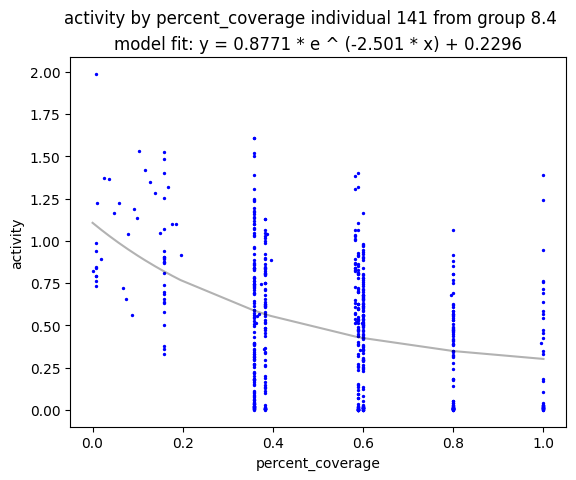 activity by percent_coverage individual 141 from group 8.4
model fit: y = 0.8771 * e ^ (-2.501 * x) + 0.2296
2.00
1.75
1.50
1.25
1.00
0.75
0.50
0.25
0.00
activity
0.0 0.2 0.4 0.6 0.8 1.0
percent_coverage